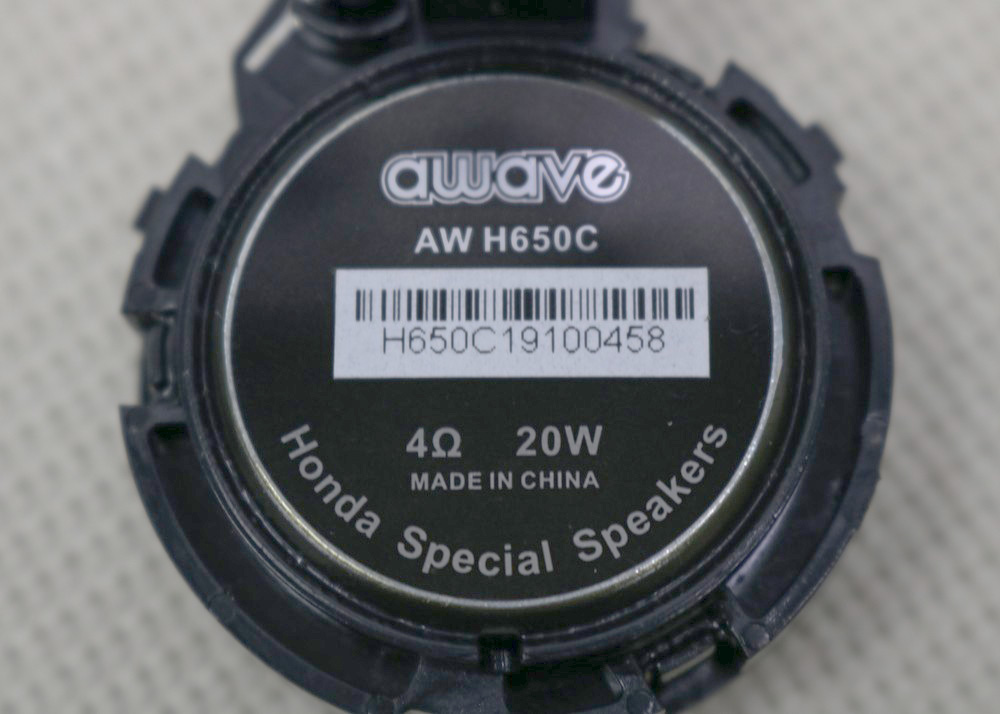 awave
AW H650C
H650C19100458
4Ω 20W
MADE IN CHINA
Honda Special Speakers